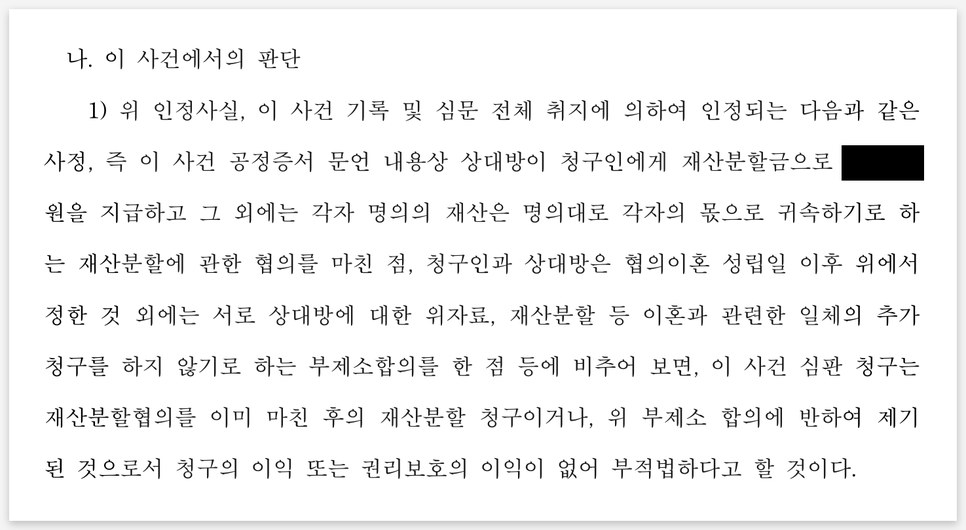 나. 이 사건에서의 판단
1) 위 인정사실, 이 사건 기록 및 심문 전체 취지에 의하여 인정되는 다음과 같은
사정, 즉 이 사건 공정증서 문언 내용상 상대방이 청구인에게 재산분할금으로
원을 지급하고 그 외에는 각자 명의의 재산은 명의대로 각자의 몫으로 귀속하기로 하
는 재산분할에 관한 협의를 마친 점, 청구인과 상대방은 협의이혼 성립일 이후 위에서
정한 것 외에는 서로 상대방에 대한 위자료, 재산분할 등 이혼과 관련한 일체의 추가
청구를 하지 않기로 하는 부제소합의를 한 점 등에 비추어 보면, 이 사건 심판 청구는
재산분할협의를 이미 마친 후의 재산분할 청구이거나, 위 부제소 합의에 반하여 제기
된 것으로서 청구의 이익 또는 권리보호의 이익이 없어 부적법하다고 할 것이다.